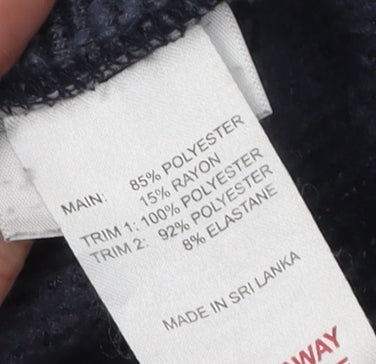 MAIN: 85% POLYESTER
15% RAYON
TRIM 1: 100% POLYESTER
TRIM 2: 92% POLYESTER
8% ELASTANE
MADE IN SRI LANKA